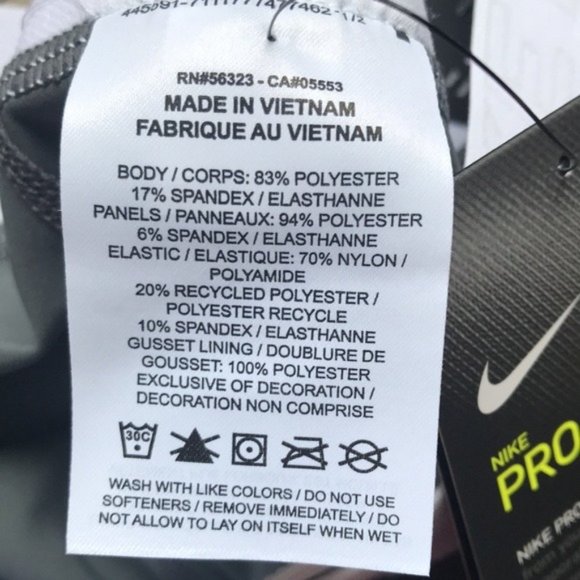 RN#56323 - CA#05553
MADE IN VIETNAM
FABRIQUE AU VIETNAM
BODY / CORPS: 83% POLYESTER
17% SPANDEX / ELASTHANNE
PANELS / PANNEAUX: 94% POLYESTER
6% SPANDEX / ELASTHANNE
ELASTIC / ELASTIQUE: 70% NYLON /
POLYAMIDE
20% RECYCLED POLYESTER /
POLYESTER RECYCLE
10% SPANDEX / ELASTHANNE
GUSSET LINING / DOUBLURE DE
GOUSSET: 100% POLYESTER
EXCLUSIVE OF DECORATION /
DECORATION NON COMPRISE
30C
WASH WITH LIKE COLORS / DO NOT USE
SOFTENERS / REMOVE IMMEDIATELY / DO
NOT ALLOW TO LAY ON ITSELF WHEN WET
NIKE
PRO
NIKE PRO